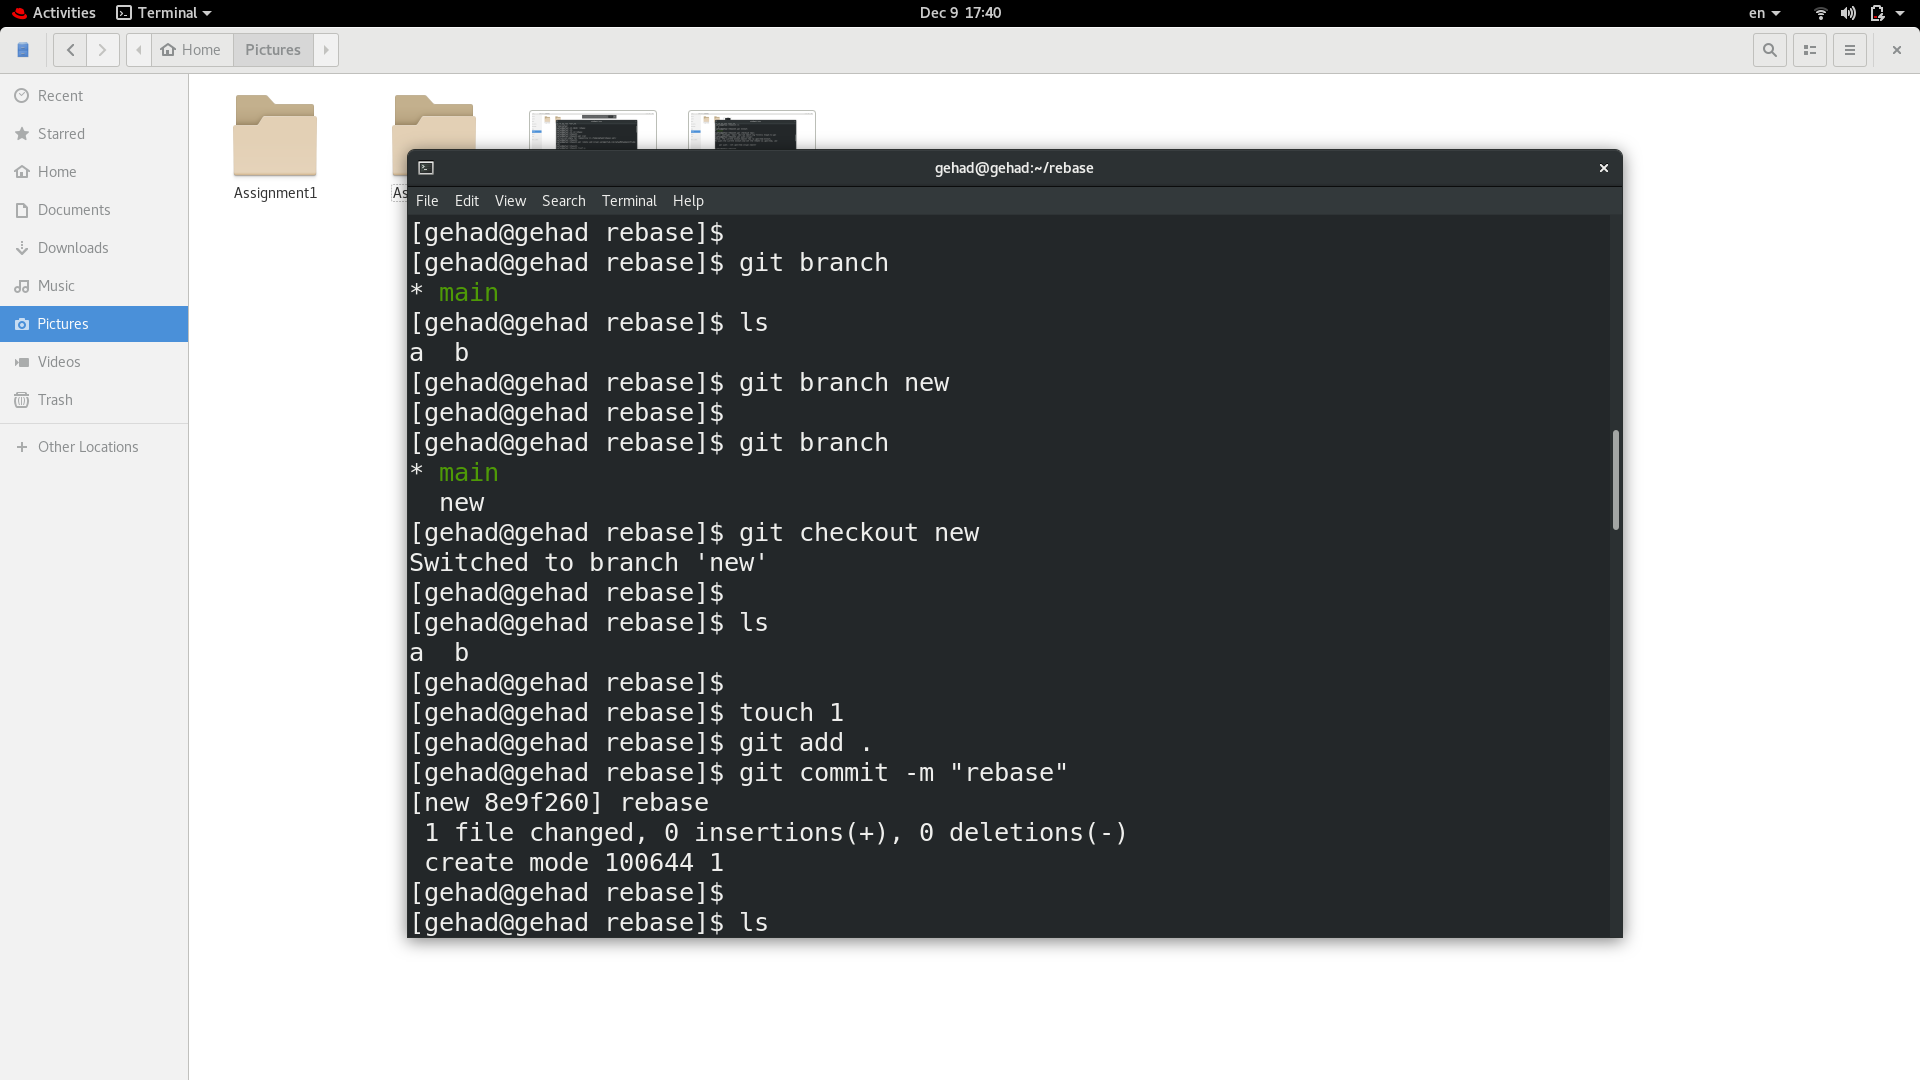 Activities Terminal Dec 9 17:40 en
Home Pictures
Recent
Starred
Home
Documents
Downloads
Music
Pictures
Videos
Trash
Other Locations
Assignment1 As
gehad@gehad:~/rebase
File Edit View Search Terminal Help
[gehad@gehad rebase]$
[gehad@gehad rebase]$ git branch
* main
[gehad@gehad rebase]$ ls
a  b
[gehad@gehad rebase]$ git branch new
[gehad@gehad rebase]$
[gehad@gehad rebase]$ git branch
* main
  new
[gehad@gehad rebase]$ git checkout new
Switched to branch 'new'
[gehad@gehad rebase]$
[gehad@gehad rebase]$ ls
a  b
[gehad@gehad rebase]$
[gehad@gehad rebase]$ touch 1
[gehad@gehad rebase]$ git add .
[gehad@gehad rebase]$ git commit -m "rebase"
[new 8e9f260] rebase
 1 file changed, 0 insertions(+), 0 deletions(-)
 create mode 100644 1
[gehad@gehad rebase]$
[gehad@gehad rebase]$ ls